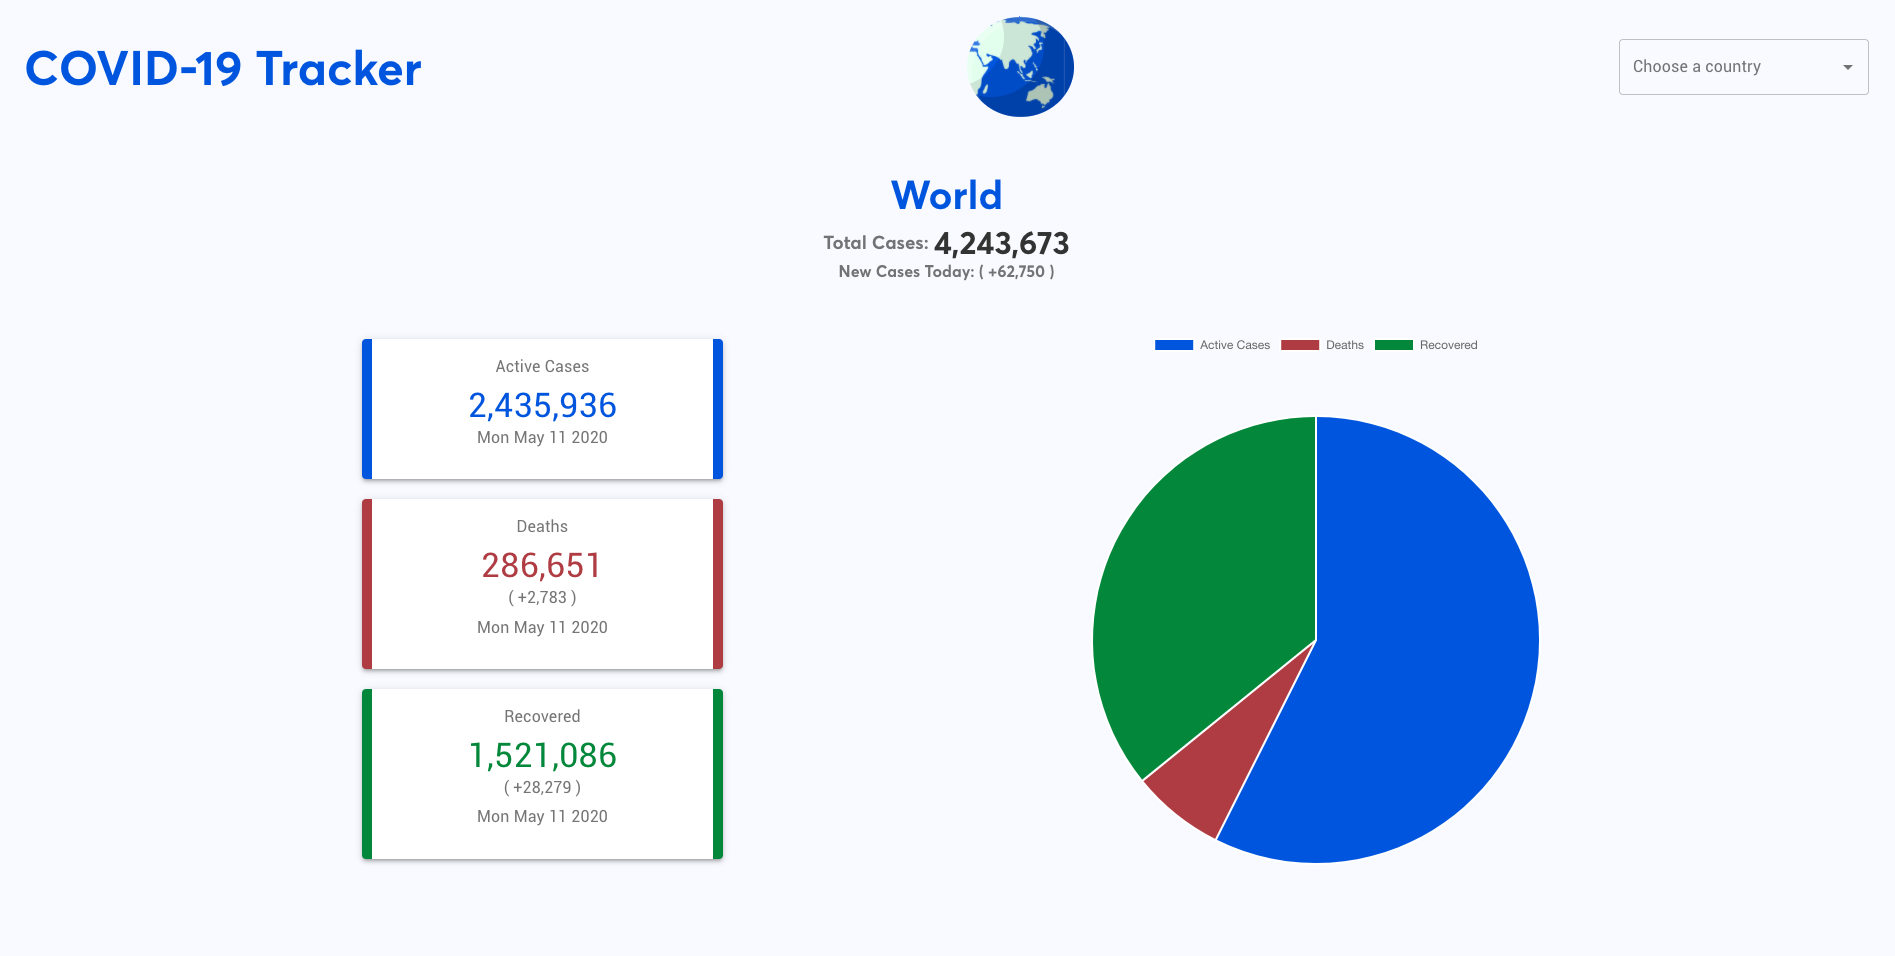 COVID-19 Tracker
Choose a country
World
Total Cases: 4,243,673
New Cases Today: ( +62,750 )
Active Cases
2,435,936
Mon May 11 2020
Deaths
286,651
( +2,783 )
Mon May 11 2020
Recovered
1,521,086
( +28,279 )
Mon May 11 2020
Active Cases Deaths Recovered